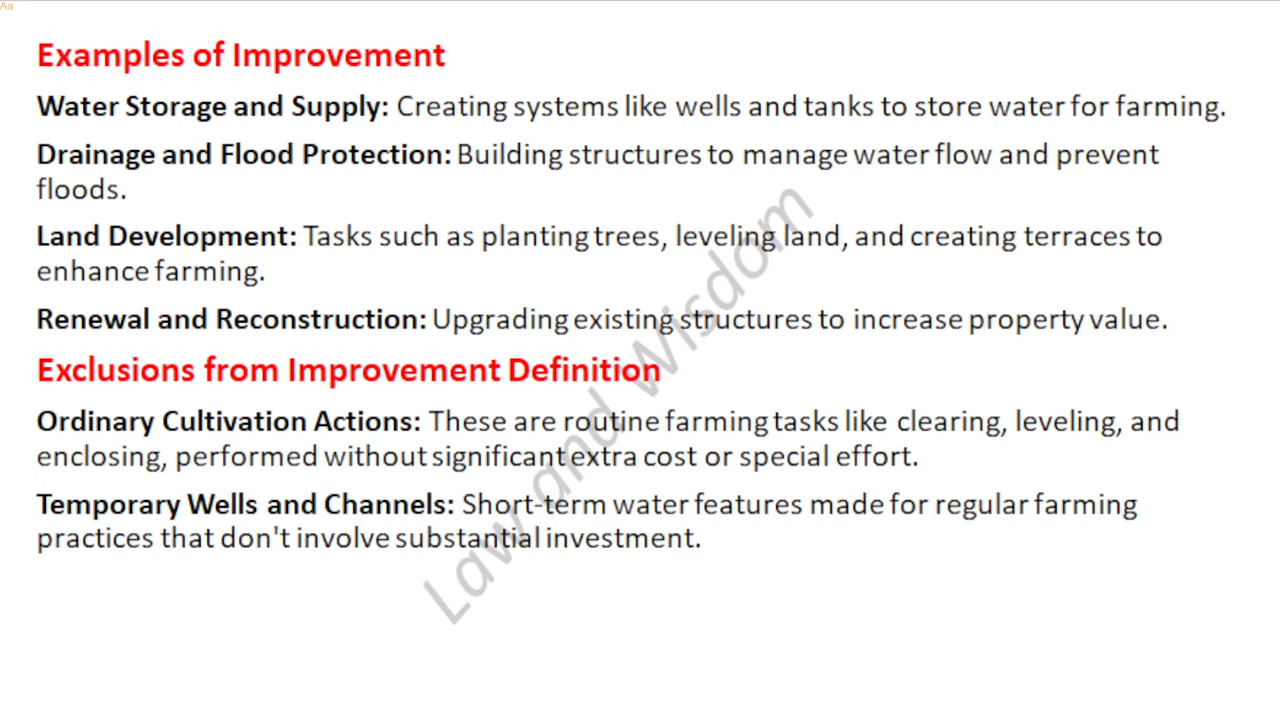 Aa
Examples of Improvement
Water Storage and Supply: Creating systems like wells and tanks to store water for farming.
Drainage and Flood Protection: Building structures to manage water flow and prevent
floods.
Land Development: Tasks such as planting trees, leveling land, and creating terraces to
enhance farming.
Renewal and Reconstruction: Upgrading existing structures to increase property value.
Exclusions from Improvement Definition
Ordinary Cultivation Actions: These are routine farming tasks like clearing, leveling, and
enclosing, performed without significant extra cost or special effort.
Temporary Wells and Channels: Short-term water features made for regular farming
practices that don't involve substantial investment.
Law and Wisdom